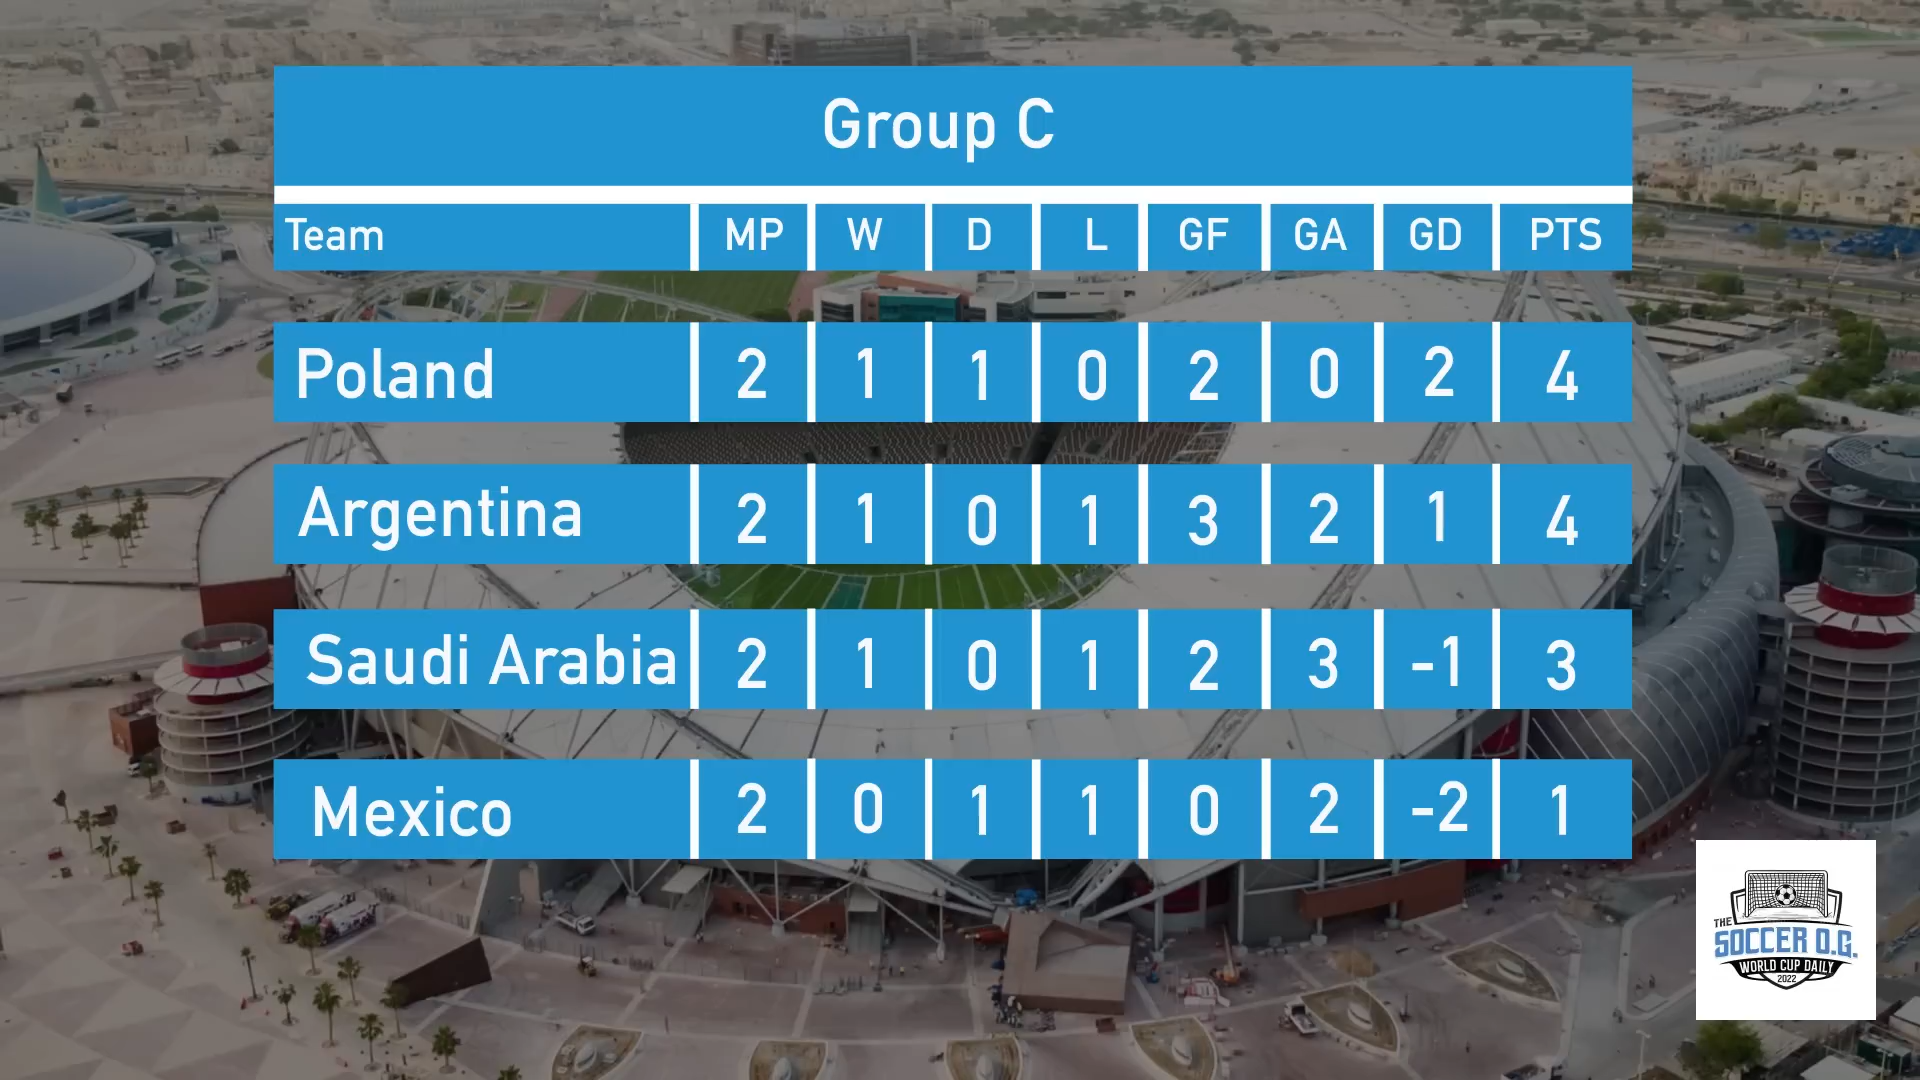 Group C
Team MP W D L GF GA GD PTS
Poland 2 1 1 0 2 0 2 4
Argentina 2 1 0 1 3 2 1 4
Saudi Arabia 2 1 0 1 2 3 -1 3
Mexico 2 0 1 1 0 2 -2 1
THE
SOCCER O.G.
WORLD CUP DAILY
2022